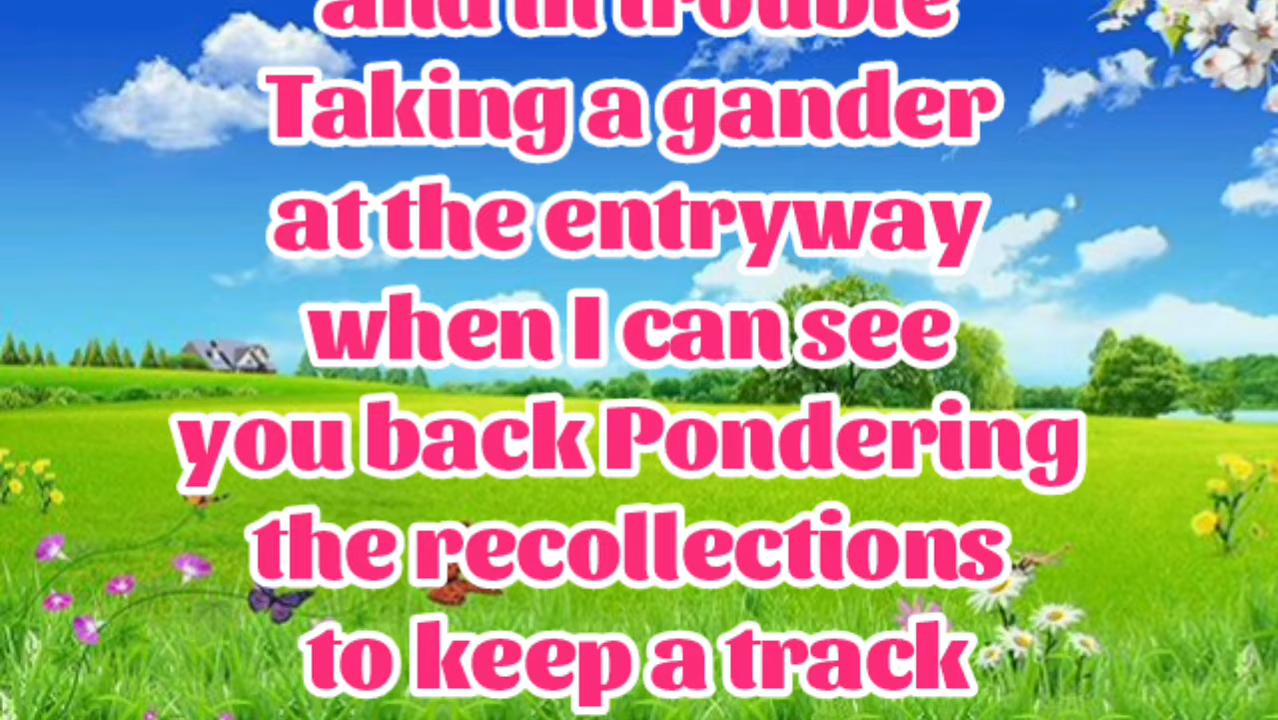 and in trouble
Taking a gander
at the entryway
when I can see
you back Pondering
the recollections
to keep a track